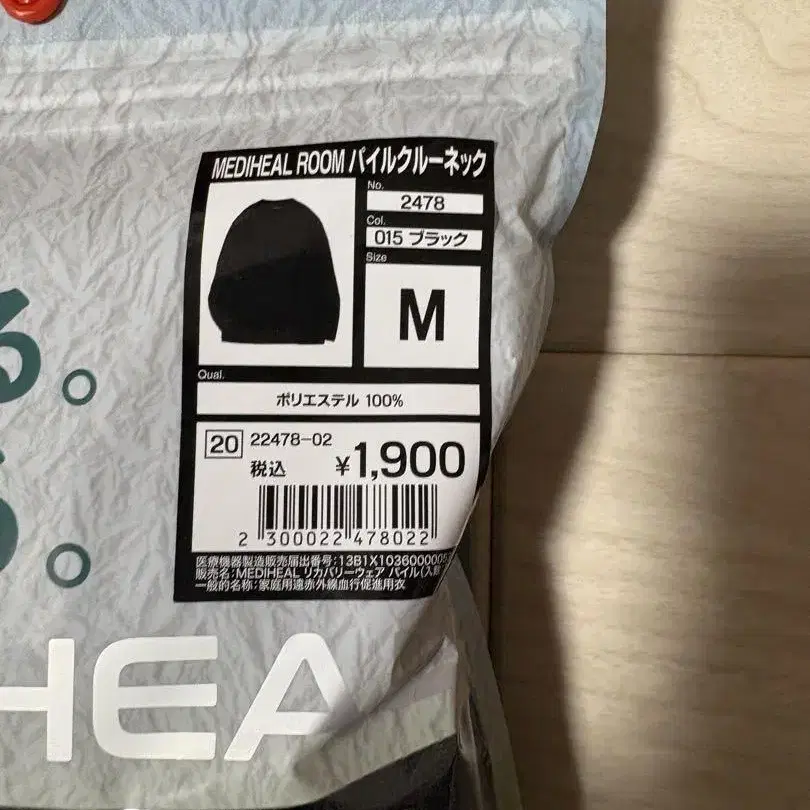 MEDIHEAL ROOM パイルクルーネック
No.
2478
Col.
015 ブラック
Size
M
Qual.
ポリエステル 100%
20 22478-02
税込 ¥1,900
2 300022 478022
医療機器製造販売届出番号:13B1X1036000005
販売名:MEDIHEAL リカバリーウェア パイル(入
一般的名称:家庭用遠赤外線血行促進用衣
る。
。
HEA